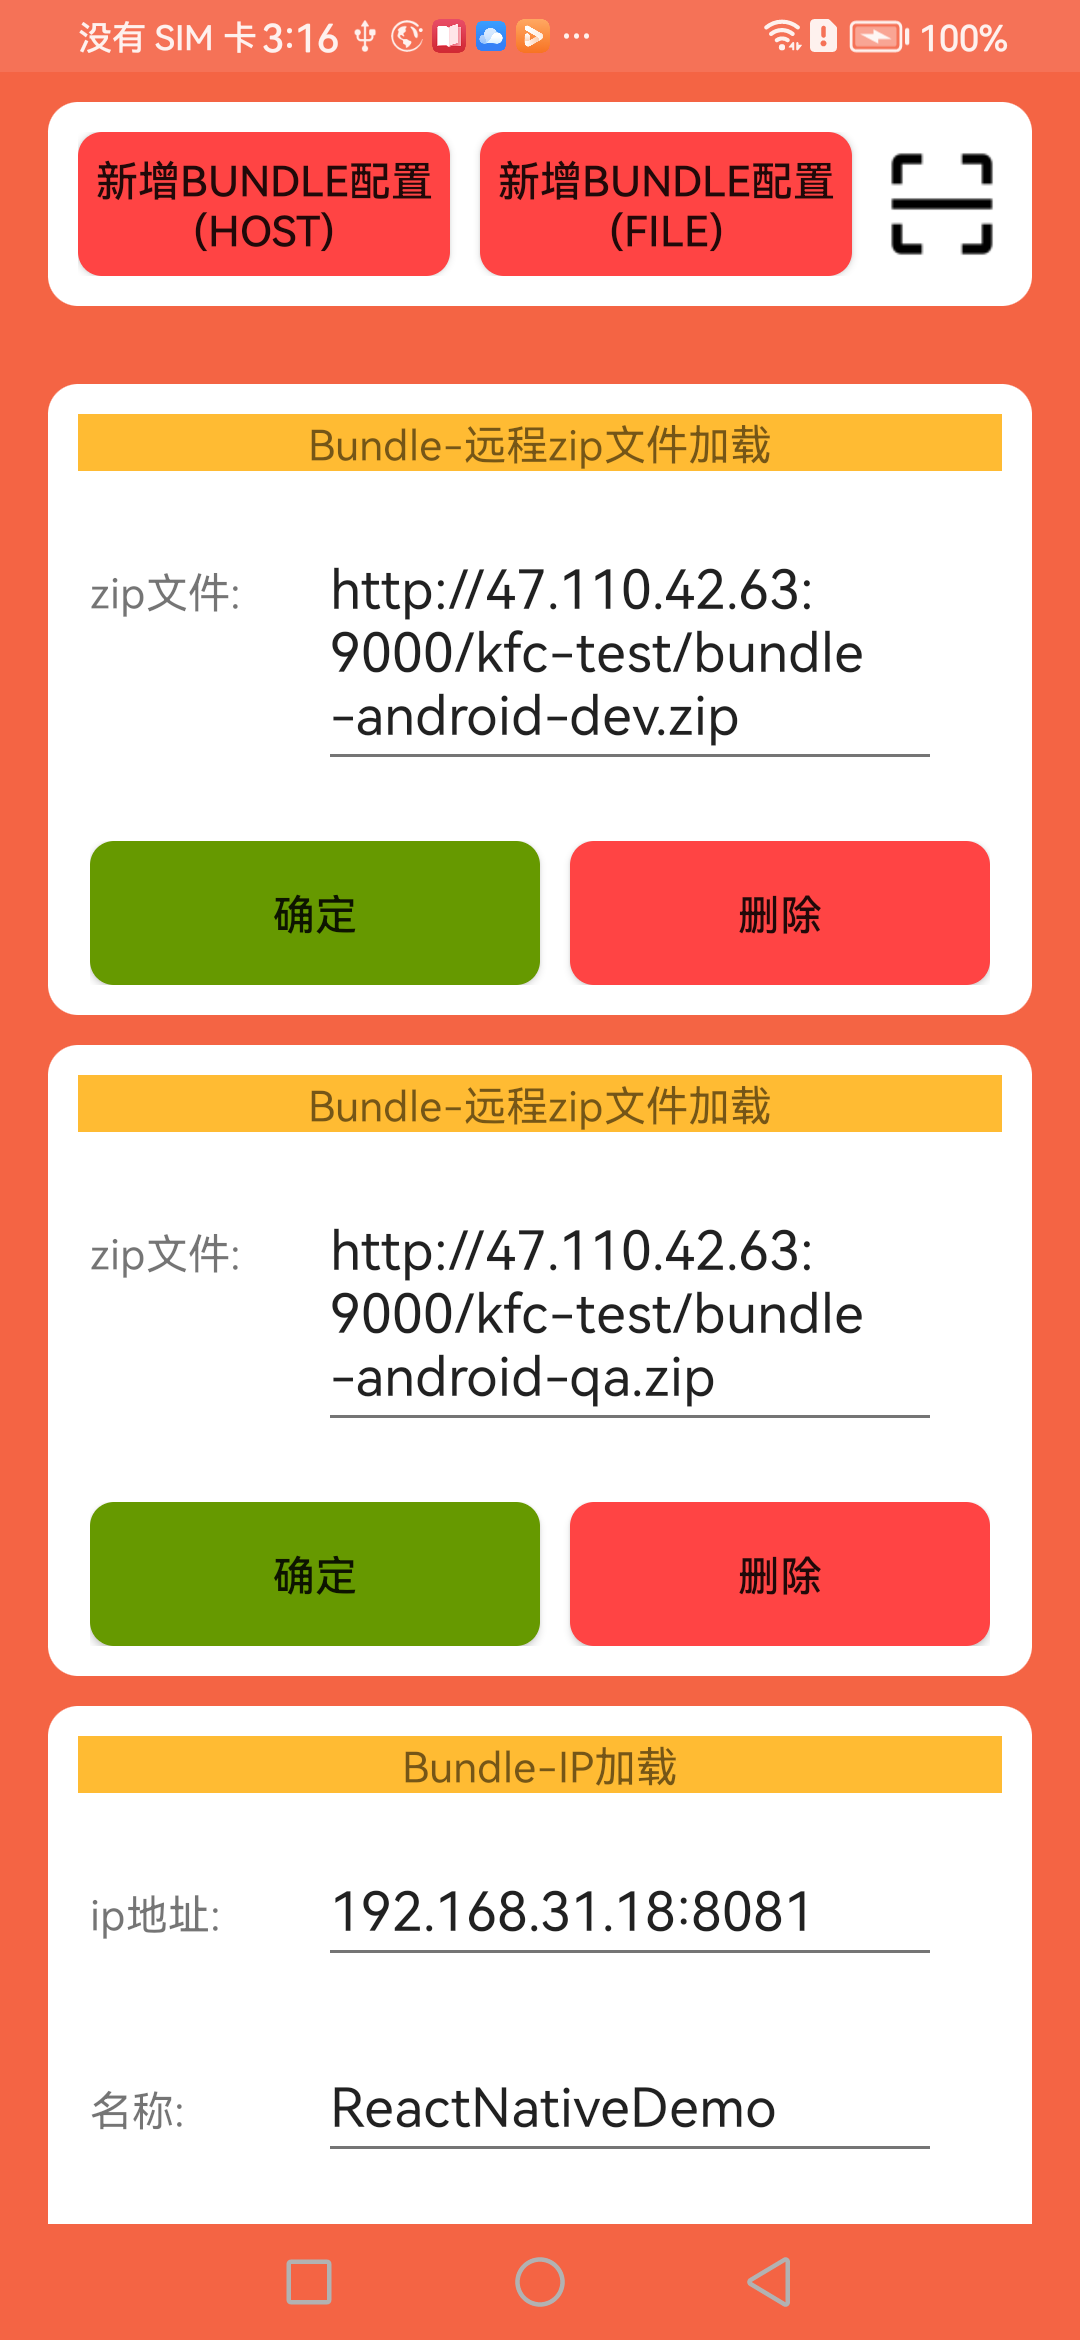 没有 SIM 卡 3:16 100%
新增BUNDLE配置
(HOST)
新增BUNDLE配置
(FILE)
Bundle-远程zip文件加载
zip文件:
http://47.110.42.63:
9000/kfc-test/bundle
-android-dev.zip
确定
删除
Bundle-远程zip文件加载
zip文件:
http://47.110.42.63:
9000/kfc-test/bundle
-android-qa.zip
确定
删除
Bundle-IP加载
ip地址:
192.168.31.18:8081
名称:
ReactNativeDemo